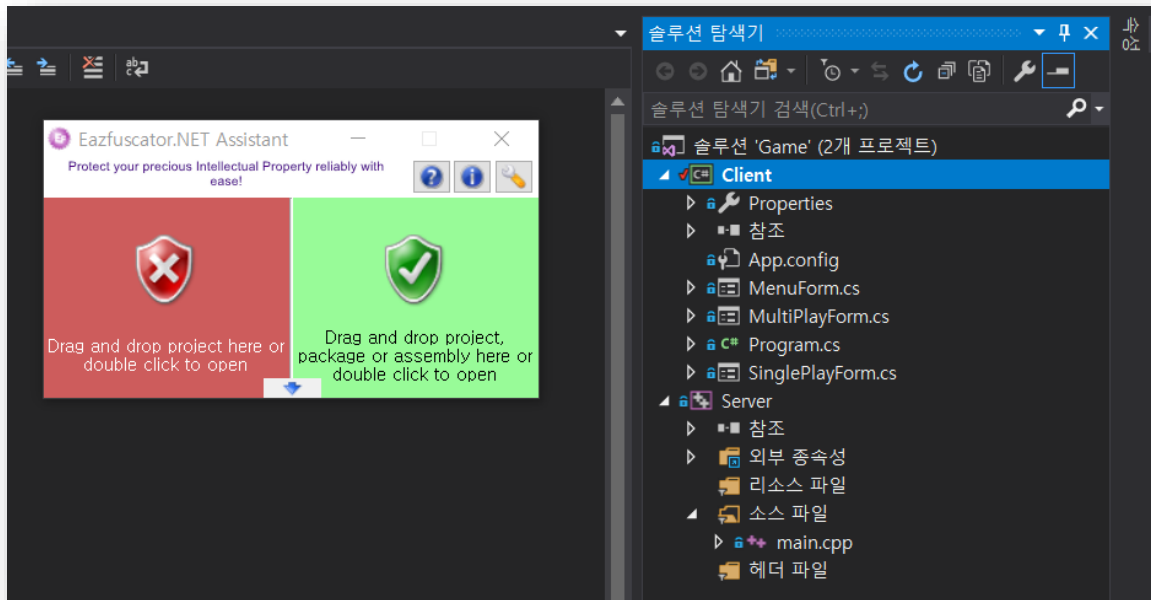 Eazfuscator.NET Assistant
Protect your precious Intellectual Property reliably with
ease!
Drag and drop project here or
double click to open
Drag and drop project,
package or assembly here or
double click to open
솔루션 탐색기
솔루션 탐색기 검색(Ctrl+;)
솔루션 'Game' (2개 프로젝트)
C# Client
Properties
참조
App.config
MenuForm.cs
MultiPlayForm.cs
C# Program.cs
SinglePlayForm.cs
Server
참조
외부 종속성
리소스 파일
소스 파일
++ main.cpp
헤더 파일
속성